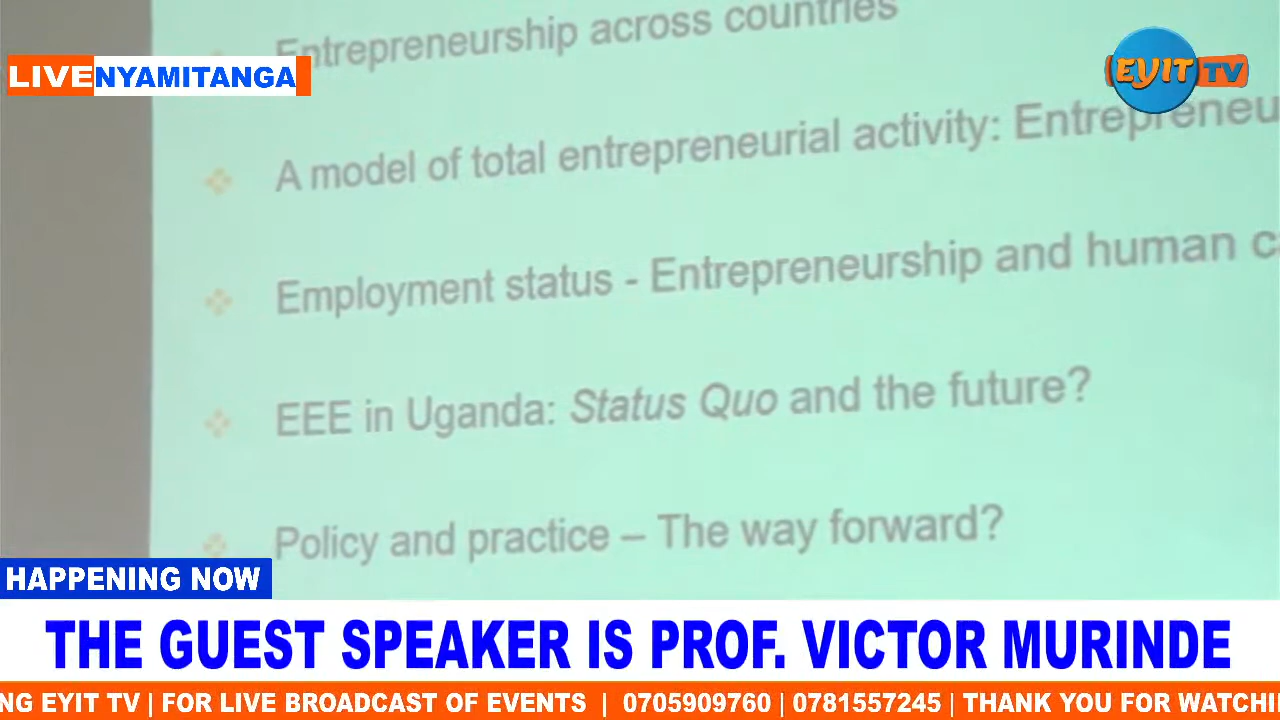 Entrepreneurship across countries
LIVE NYAMITANGA
EYIT TV
A model of total entrepreneurial activity: Entrepreneu
Employment status - Entrepreneurship and human c
EEE in Uganda: Status Quo and the future?
Policy and practice – The way forward?
HAPPENING NOW
THE GUEST SPEAKER IS PROF. VICTOR MURINDE
NG EYIT TV | FOR LIVE BROADCAST OF EVENTS | 0705909760 | 0781557245 | THANK YOU FOR WATCHI